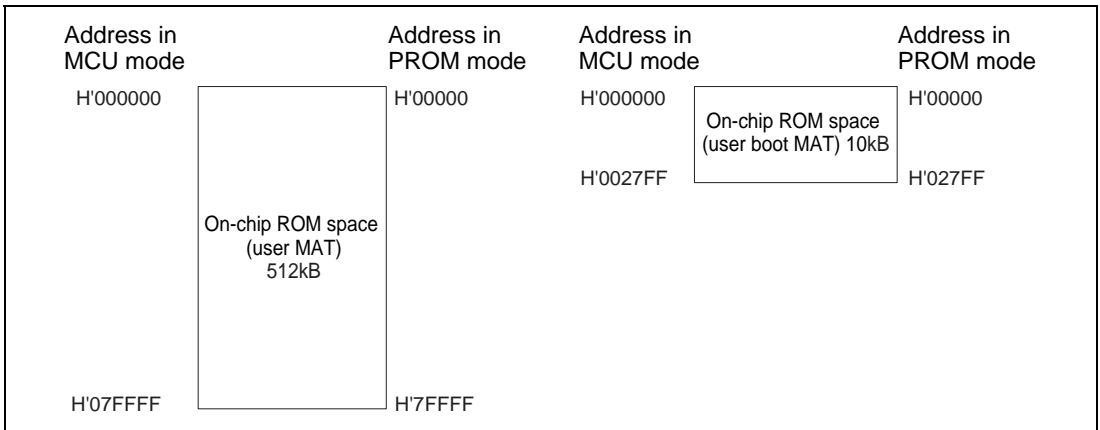 Address in
MCU mode
Address in
PROM mode
H'000000
H'00000
On-chip ROM space
(user MAT)
512kB
H'07FFFF
H'7FFFF
Address in
MCU mode
Address in
PROM mode
H'000000
H'00000
On-chip ROM space
(user boot MAT) 10kB
H'0027FF
H'027FF